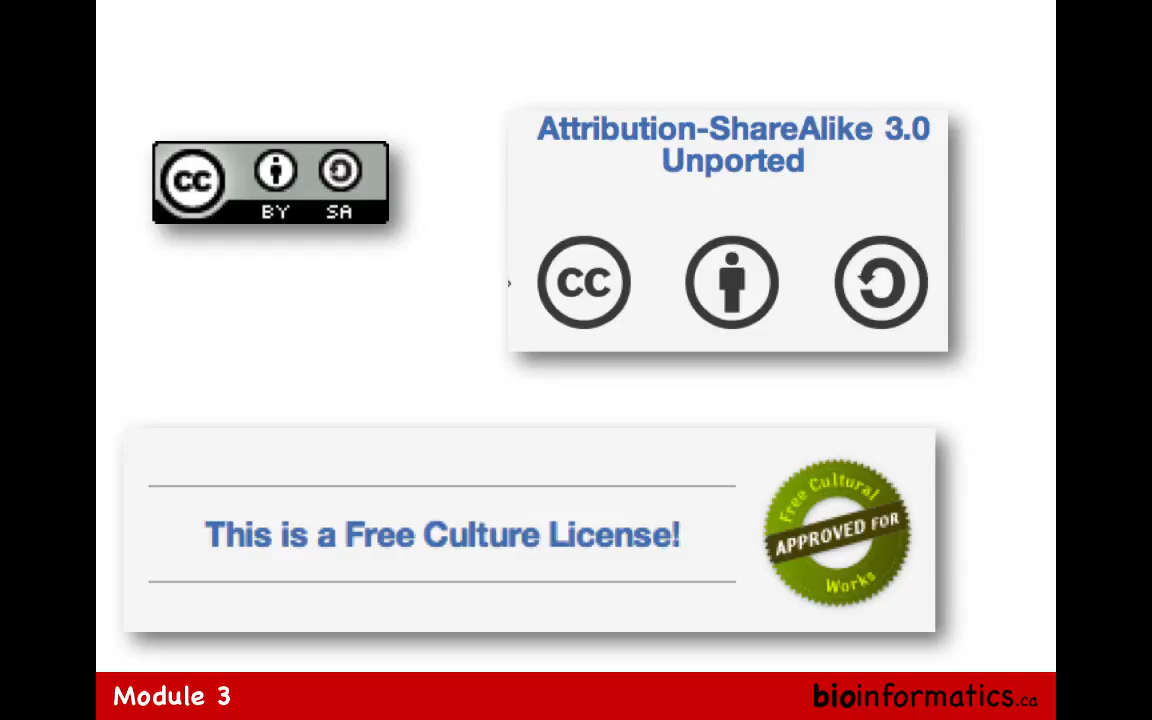 CC
BY SA
Attribution-ShareAlike 3.0
Unported
CC
This is a Free Culture License!
Free Cultural
APPROVED FOR
Works
Module 3
bioinformatics.ca